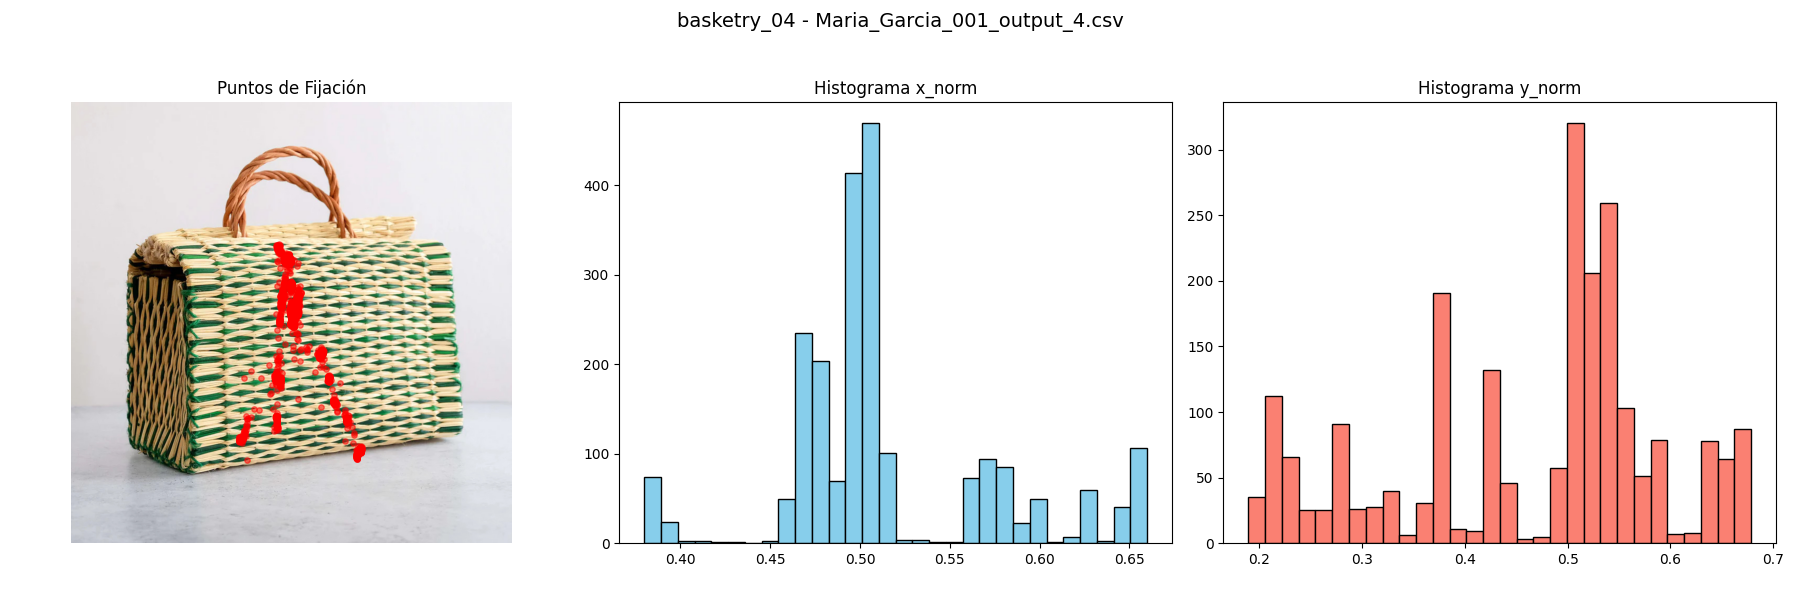 basketry_04 - Maria_Garcia_001_output_4.csv
Puntos de Fijación
Histograma x_norm
400
300
200
100
0
0.40 0.45 0.50 0.55 0.60 0.65
Histograma y_norm
300
250
200
150
100
50
0
0.2 0.3 0.4 0.5 0.6 0.7